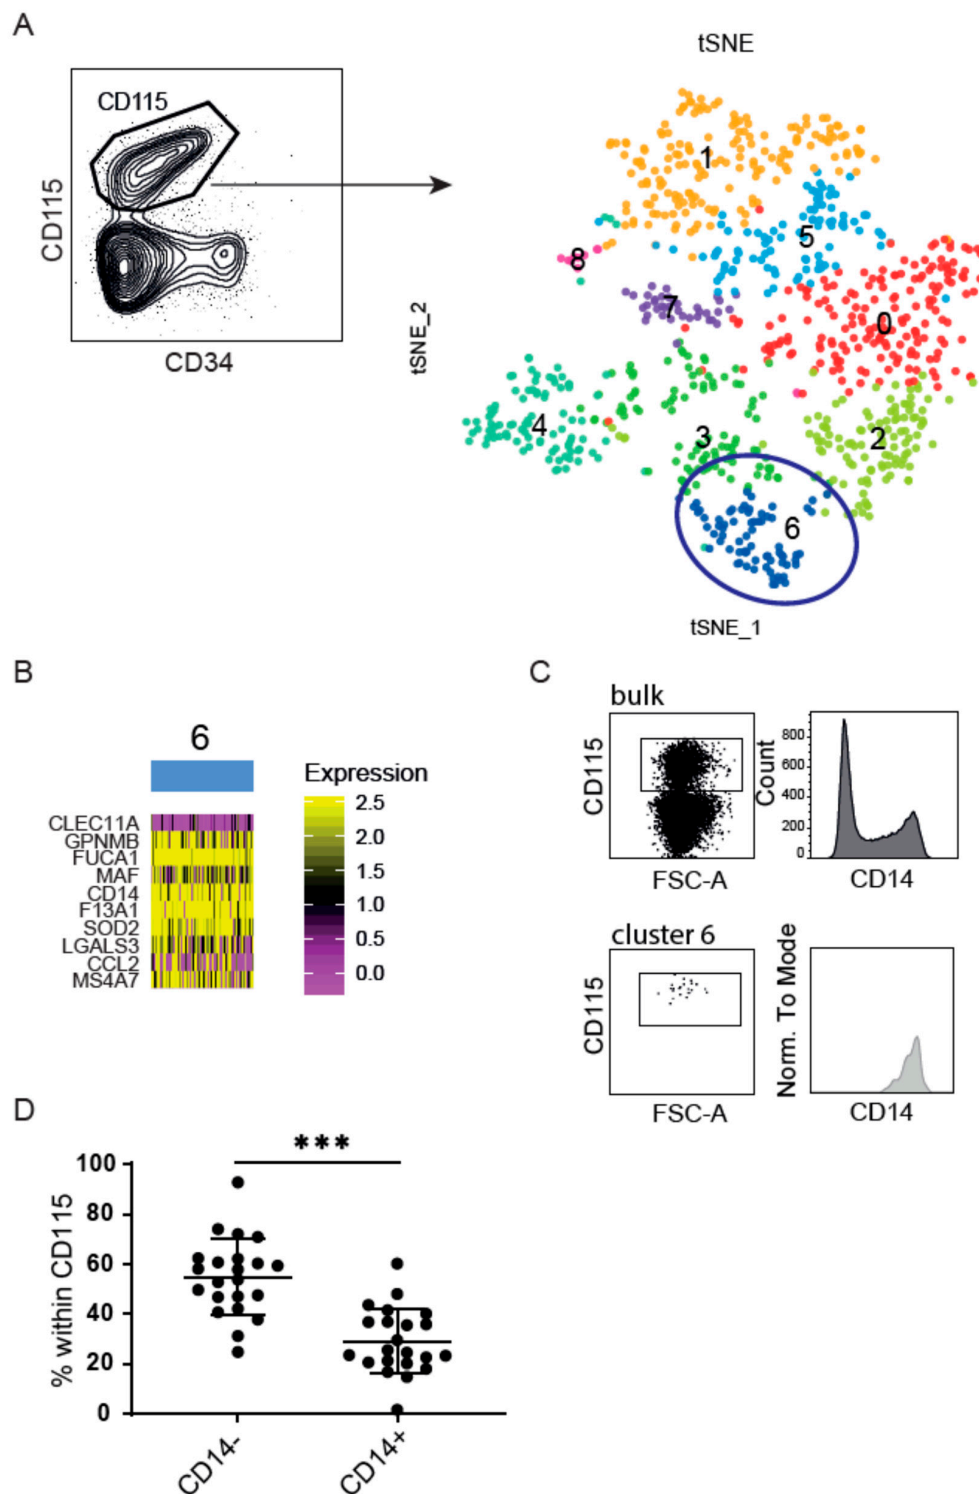 A
CD115
CD115
CD34
tSNE
tSNE_2
1
5
8
7
0
4
3
2
6
tSNE_1
B
6
Expression
CLEC11A
GPNMB
FUCA1
MAF
CD14
F13A1
SOD2
LGALS3
CCL2
MS4A7
2.5
2.0
1.5
1.0
0.5
0.0
C
bulk
CD115
FSC-A
Count
800
600
400
200
0
CD14
cluster 6
CD115
FSC-A
Norm. To Mode
CD14
D
***
% within CD115
100
80
60
40
20
0
CD14-
CD14+